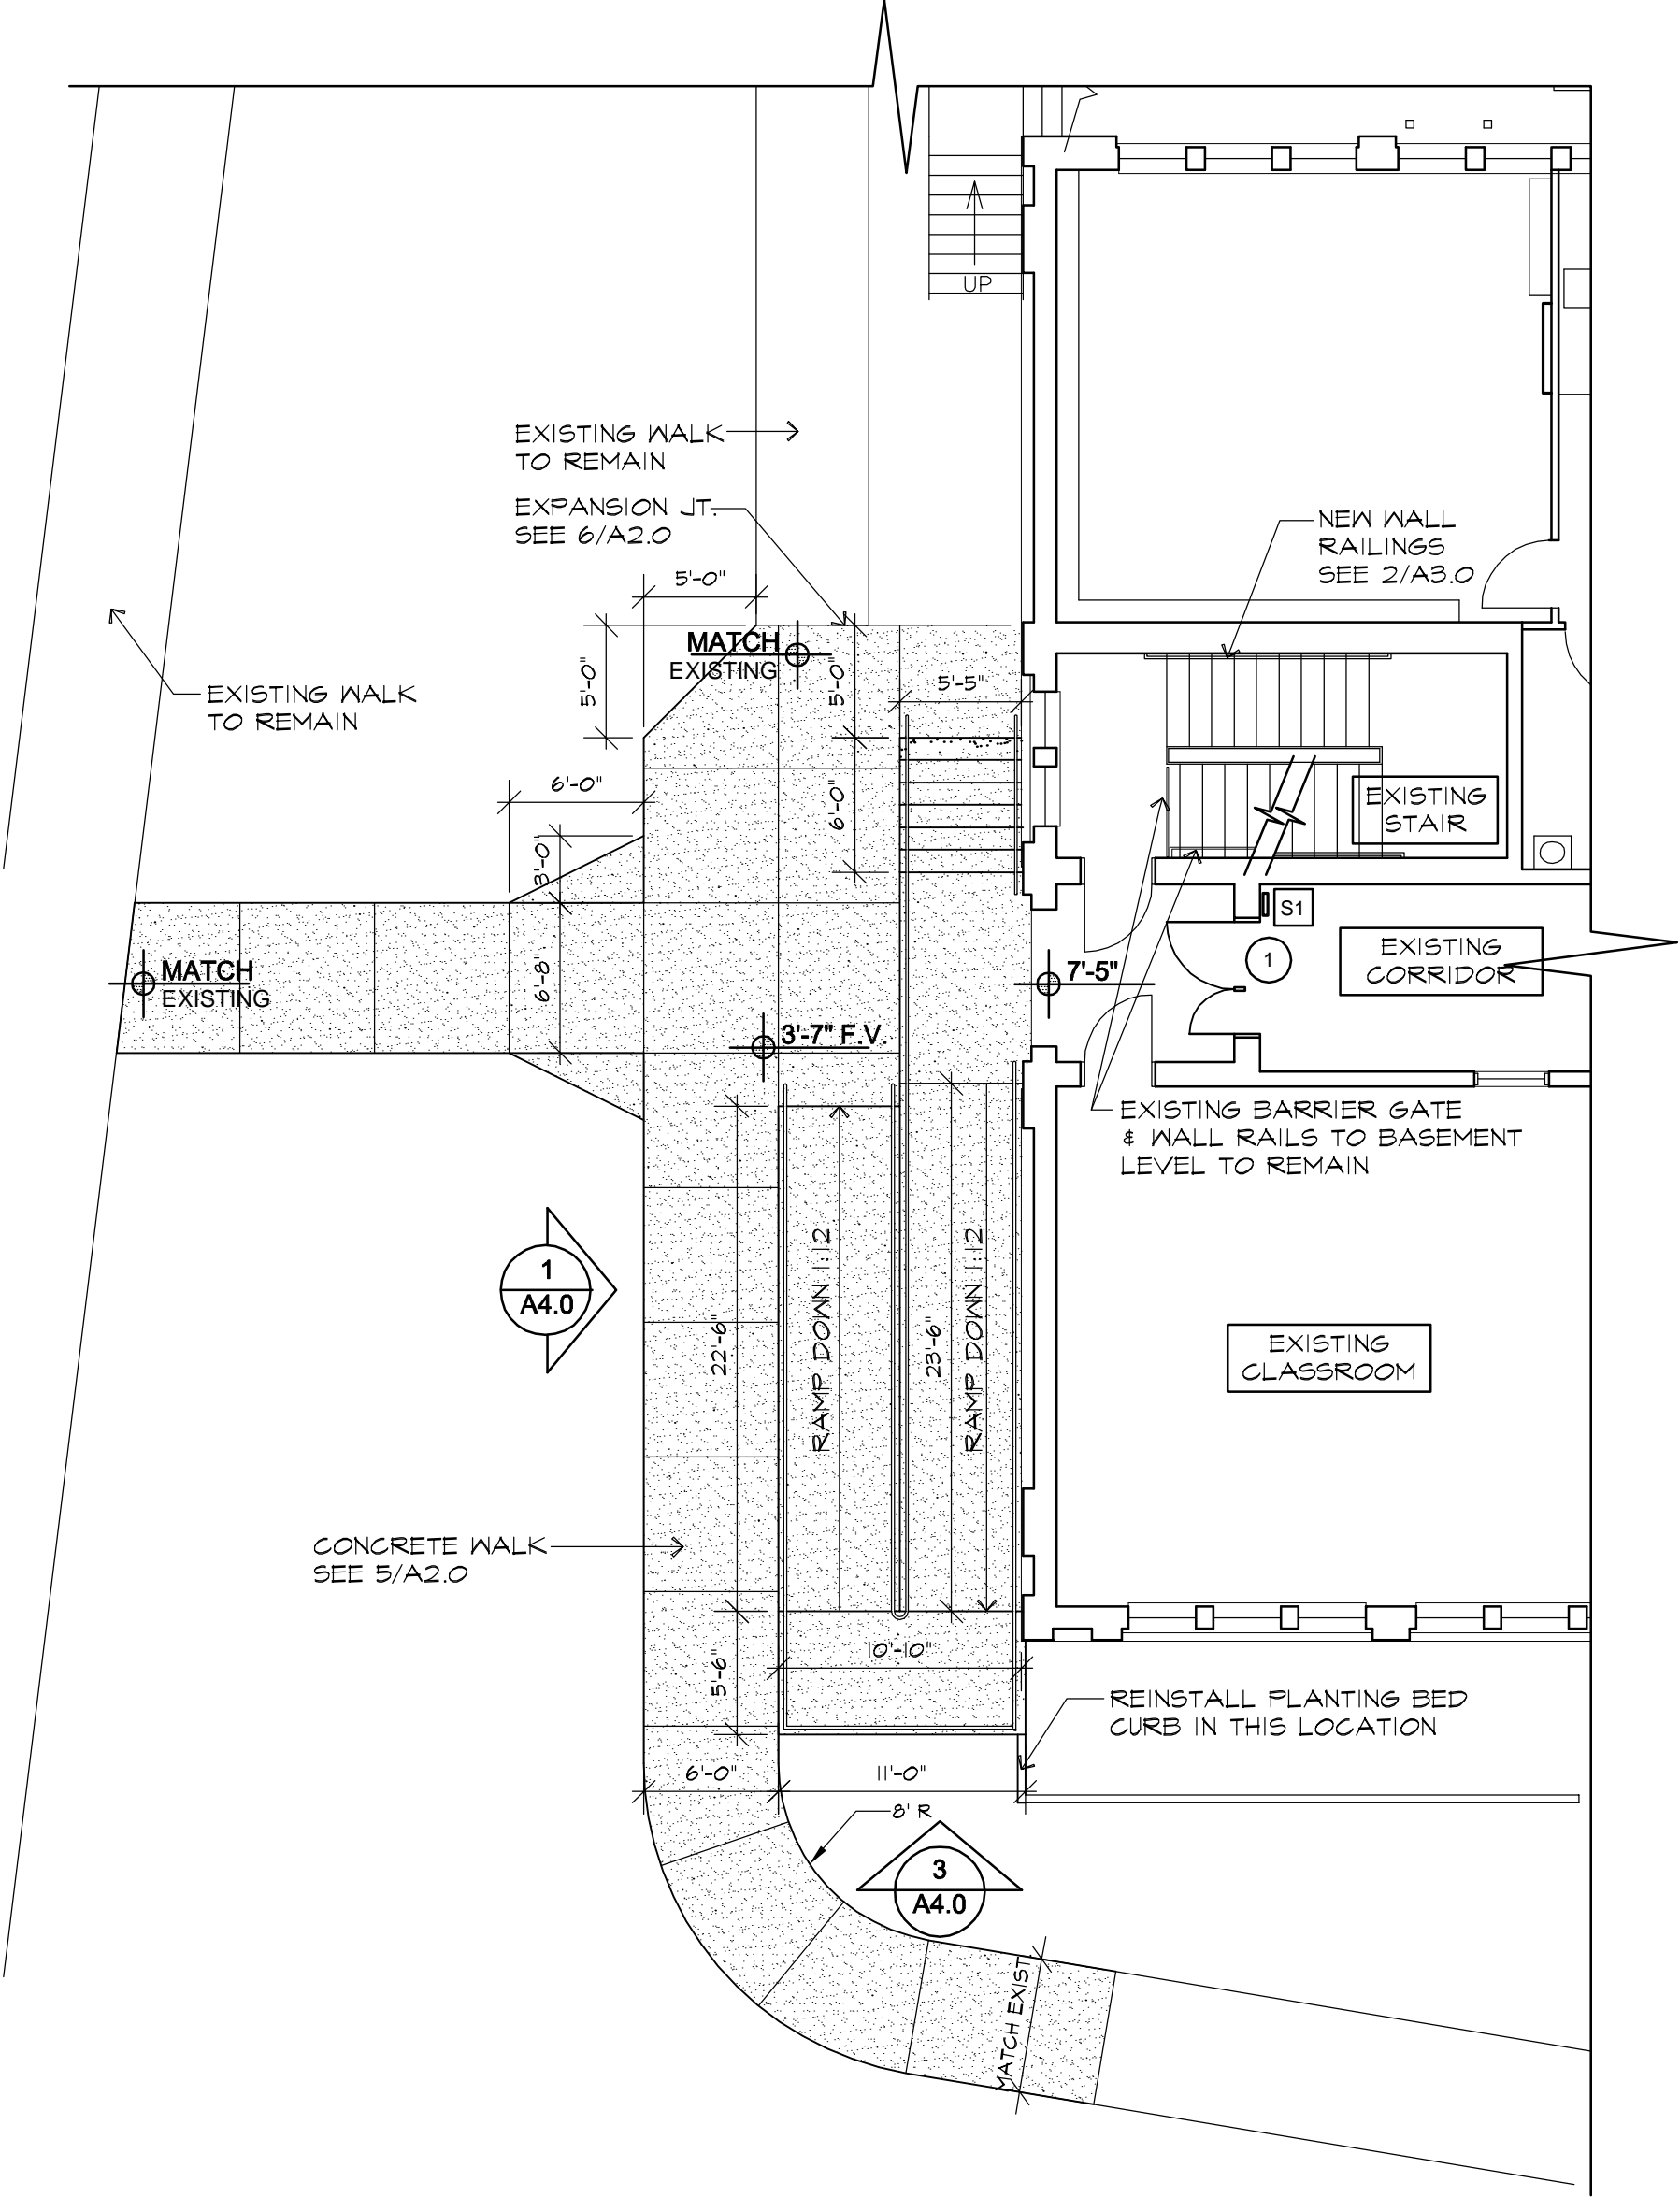 UP
EXISTING WALK
TO REMAIN
EXPANSION JT.
SEE 6/A2.0
NEW WALL
RAILINGS
SEE 2/A3.0
5'-0"
MATCH
EXISTING
5'-0"
5'-0"
5'-5"
EXISTING WALK
TO REMAIN
6'-0"
6'-0"
EXISTING
STAIR
3'-0"
S1
1
EXISTING
CORRIDOR
MATCH
EXISTING
6'-8"
7'-5"
3'-7" F.V.
EXISTING BARRIER GATE
& WALL RAILS TO BASEMENT
LEVEL TO REMAIN
1
A4.0
22'-6"
RAMP DOWN 1:12
23'-6"
RAMP DOWN 1:12
EXISTING
CLASSROOM
CONCRETE WALK
SEE 5/A2.0
10'-10"
5'-6"
REINSTALL PLANTING BED
CURB IN THIS LOCATION
6'-0"
11'-0"
8' R
3
A4.0
MATCH EXIST